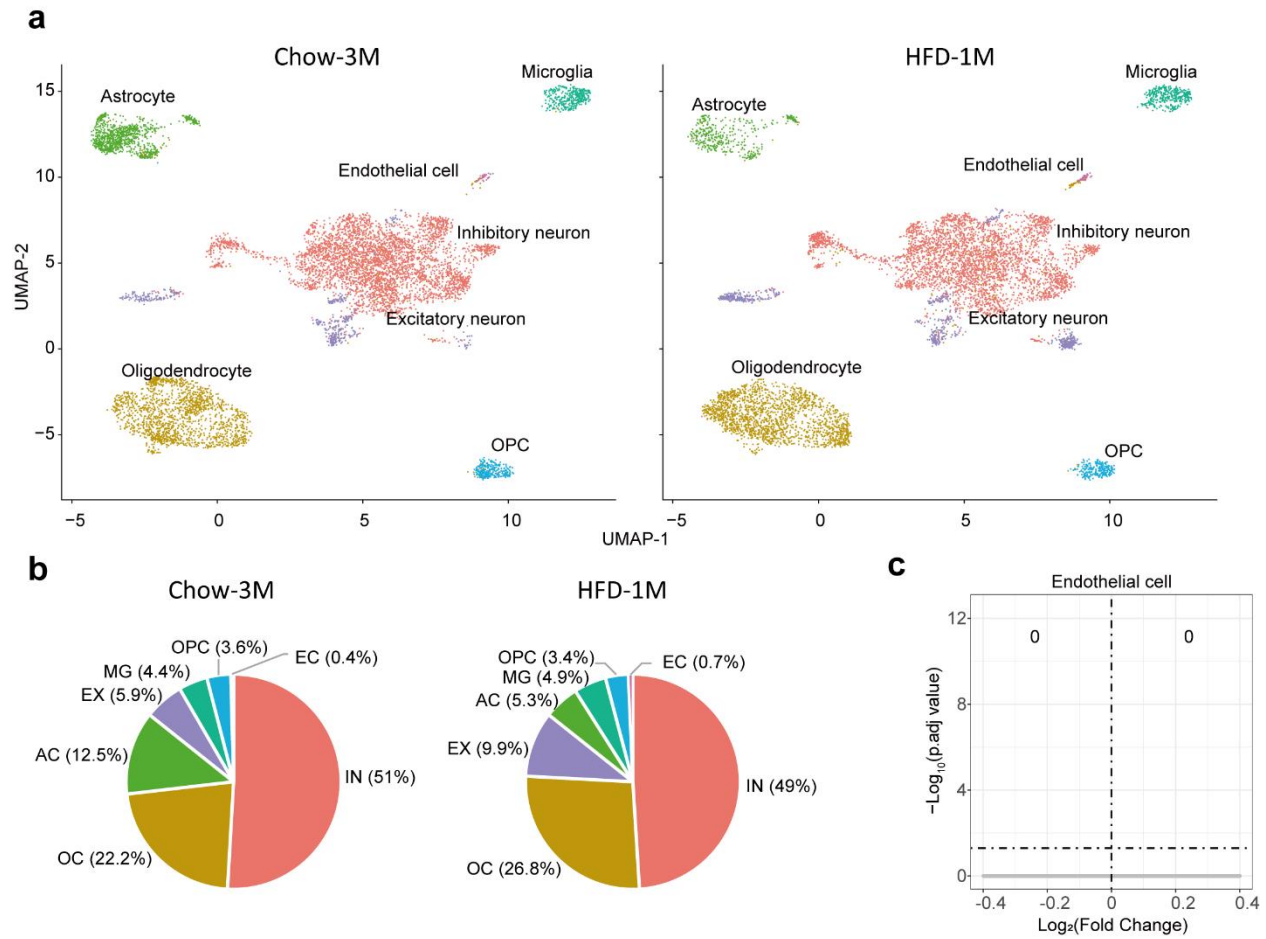 a
Chow-3M
HFD-1M
Astrocyte
Microglia
Endothelial cell
Inhibitory neuron
Excitatory neuron
Oligodendrocyte
OPC
Astrocyte
Microglia
Endothelial cell
Inhibitory neuron
Excitatory neuron
Oligodendrocyte
OPC
UMAP-2
15
10
5
0
−5
−5
0
5
10
−5
0
5
10
UMAP-1
b
Chow-3M
OPC (3.6%)
EC (0.4%)
MG (4.4%)
EX (5.9%)
AC (12.5%)
IN (51%)
OC (22.2%)
HFD-1M
OPC (3.4%)
EC (0.7%)
MG (4.9%)
AC (5.3%)
EX (9.9%)
IN (49%)
OC (26.8%)
c
Endothelial cell
0
0
−Log₁₀(p.adj value)
12
8
4
0
-0.4
-0.2
0
0.2
0.4
Log₂(Fold Change)